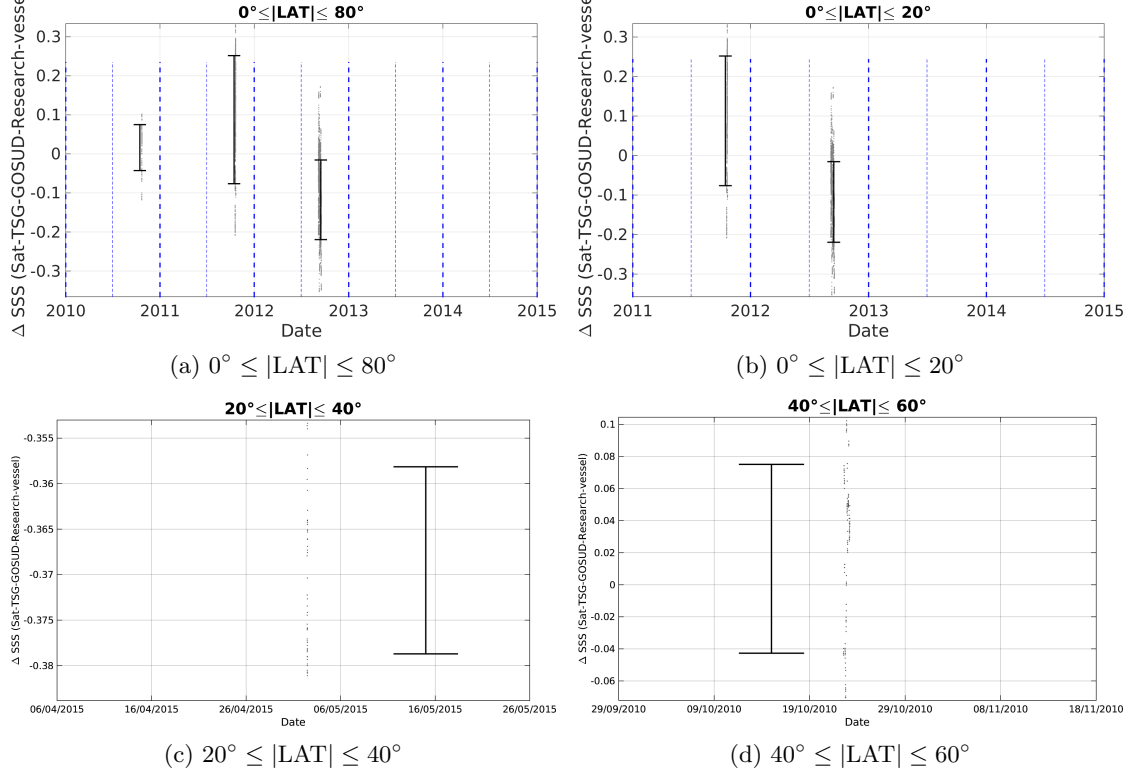 0°≤|LAT|≤ 80°
Δ SSS (Sat-TSG-GOSUD-Research-vesse
0.3
0.2
0.1
0
-0.1
-0.2
-0.3
2010 2011 2012 2013 2014 2015
Date
(a) 0° ≤ |LAT| ≤ 80°
0°≤|LAT|≤ 20°
Δ SSS (Sat-TSG-GOSUD-Research-vesse
0.3
0.2
0.1
0
-0.1
-0.2
-0.3
2011 2012 2013 2014 2015
Date
(b) 0° ≤ |LAT| ≤ 20°
20°≤|LAT|≤ 40°
Δ SSS (Sat-TSG-GOSUD-Research-vessel)
-0.355
-0.36
-0.365
-0.37
-0.375
-0.38
06/04/2015 16/04/2015 26/04/2015 06/05/2015 16/05/2015 26/05/2015
Date
(c) 20° ≤ |LAT| ≤ 40°
40°≤|LAT|≤ 60°
Δ SSS (Sat-TSG-GOSUD-Research-vessel)
0.1
0.08
0.06
0.04
0.02
0
-0.02
-0.04
-0.06
29/09/2010 09/10/2010 19/10/2010 29/10/2010 08/11/2010 18/11/2010
Date
(d) 40° ≤ |LAT| ≤ 60°